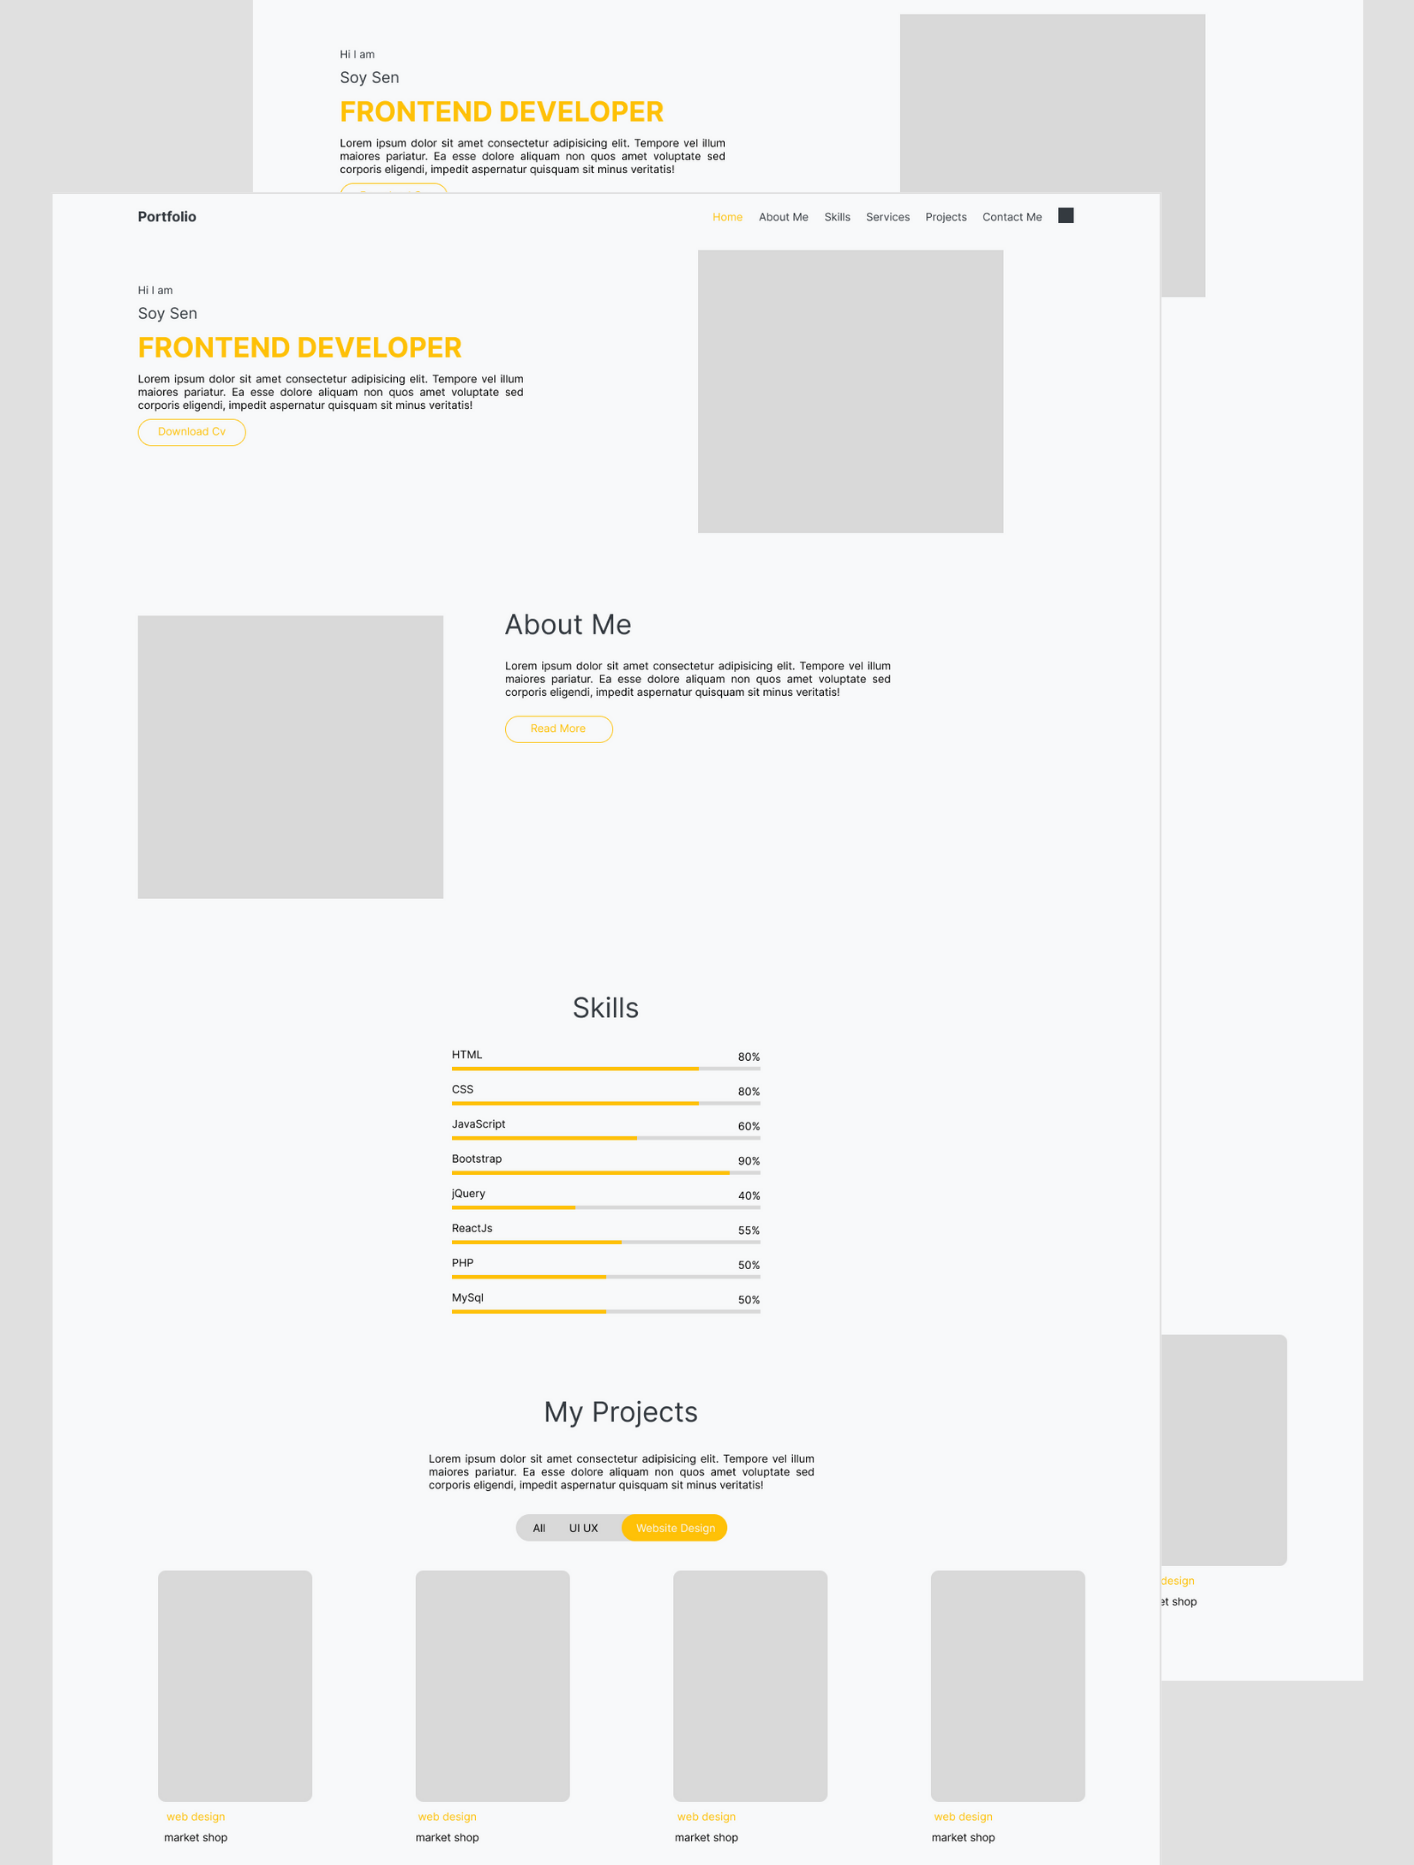 Hi I am
Soy Sen
FRONTEND DEVELOPER
Lorem ipsum dolor sit amet consectetur adipisicing elit. Tempore vel illum
maiores pariatur. Ea esse dolore aliquam non quos amet voluptate sed
corporis eligendi, impedit aspernatur quisquam sit minus veritatis!
Portfolio
Home About Me Skills Services Projects Contact Me
Hi I am
Soy Sen
FRONTEND DEVELOPER
Lorem ipsum dolor sit amet consectetur adipisicing elit. Tempore vel illum
maiores pariatur. Ea esse dolore aliquam non quos amet voluptate sed
corporis eligendi, impedit aspernatur quisquam sit minus veritatis!
Download Cv
About Me
Lorem ipsum dolor sit amet consectetur adipisicing elit. Tempore vel illum
maiores pariatur. Ea esse dolore aliquam non quos amet voluptate sed
corporis eligendi, impedit aspernatur quisquam sit minus veritatis!
Read More
Skills
HTML 80%
CSS 80%
JavaScript 60%
Bootstrap 90%
jQuery 40%
ReactJs 55%
PHP 50%
MySql 50%
My Projects
Lorem ipsum dolor sit amet consectetur adipisicing elit. Tempore vel illum
maiores pariatur. Ea esse dolore aliquam non quos amet voluptate sed
corporis eligendi, impedit aspernatur quisquam sit minus veritatis!
All UI UX Website Design
design
et shop
web design web design web design web design
market shop market shop market shop market shop